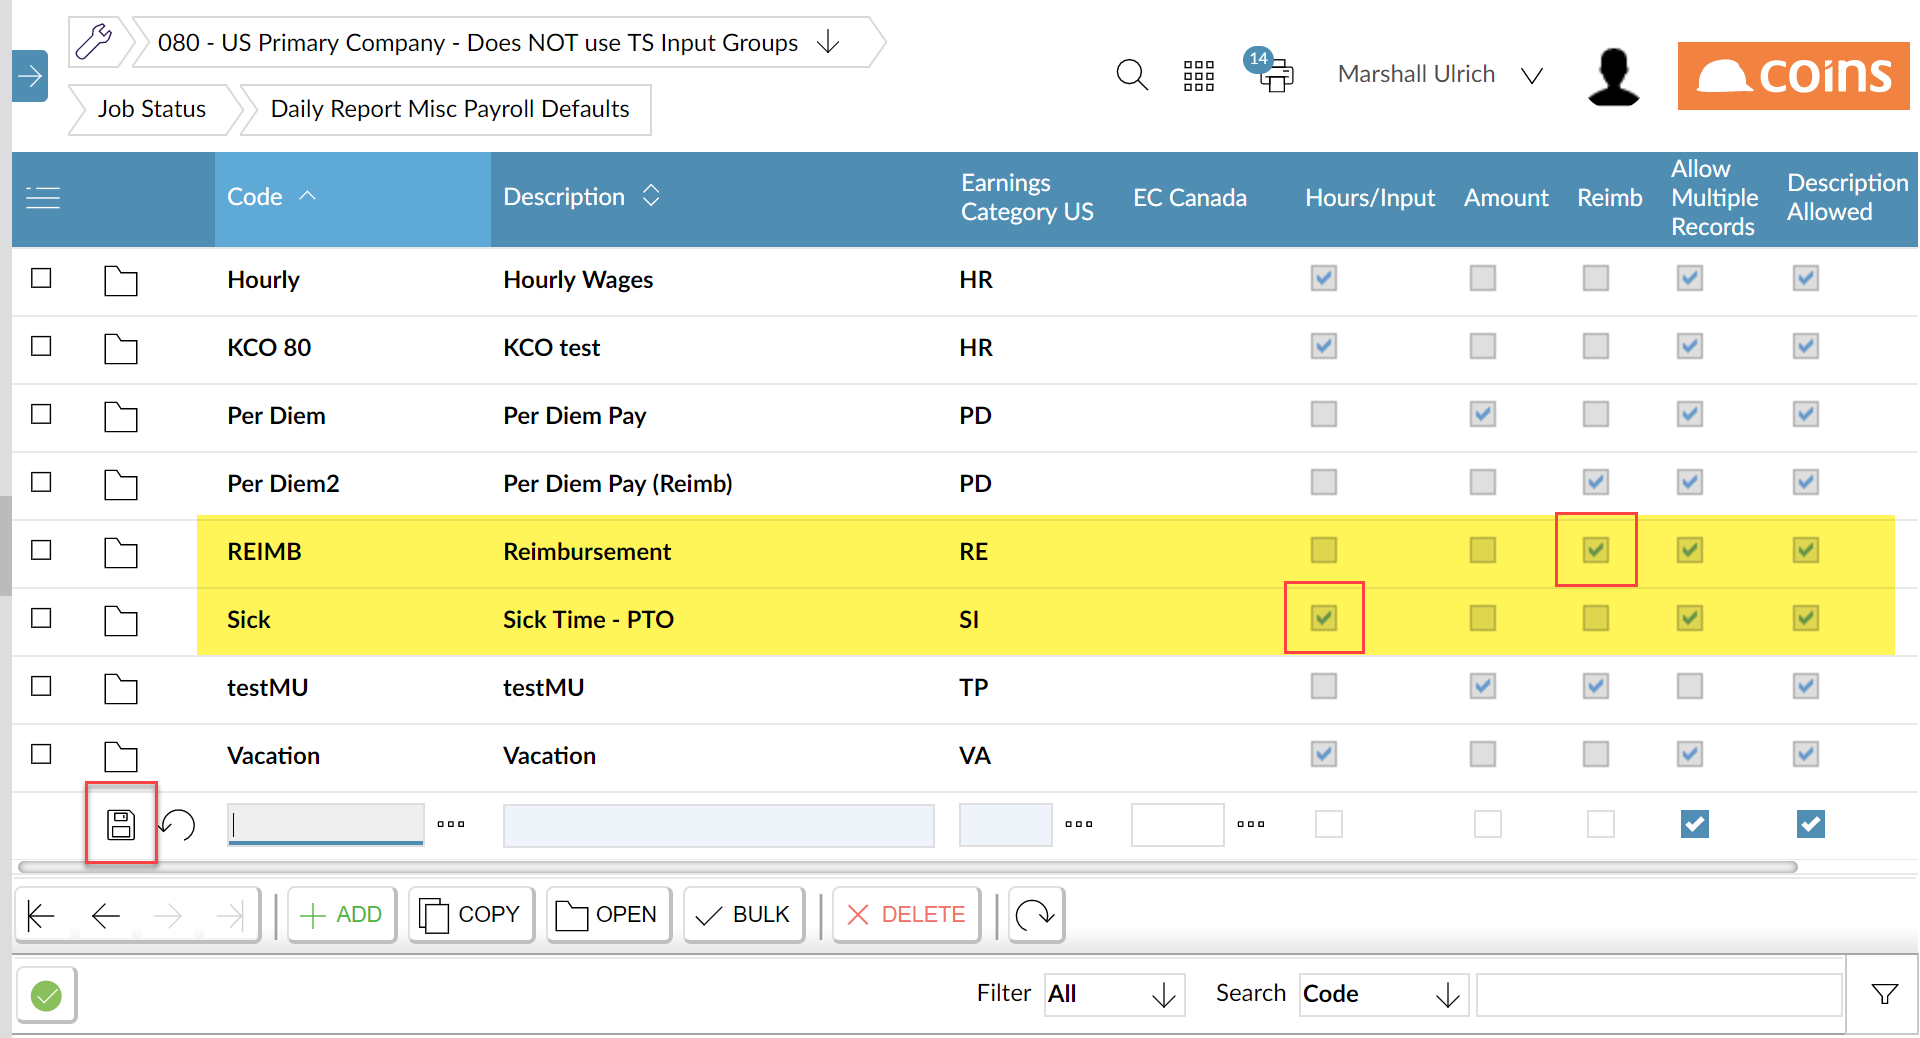 080 - US Primary Company - Does NOT use TS Input Groups
14
Marshall Ulrich
coins
Job Status
Daily Report Misc Payroll Defaults
Code
Description
Earnings
Category US
EC Canada
Hours/Input
Amount
Reimb
Allow
Multiple
Records
Description
Allowed
Hourly Hourly Wages HR
KCO 80 KCO test HR
Per Diem Per Diem Pay PD
Per Diem2 Per Diem Pay (Reimb) PD
REIMB Reimbursement RE
Sick Sick Time - PTO SI
testMU testMU TP
Vacation Vacation VA
ADD COPY OPEN BULK DELETE
Filter All Search Code